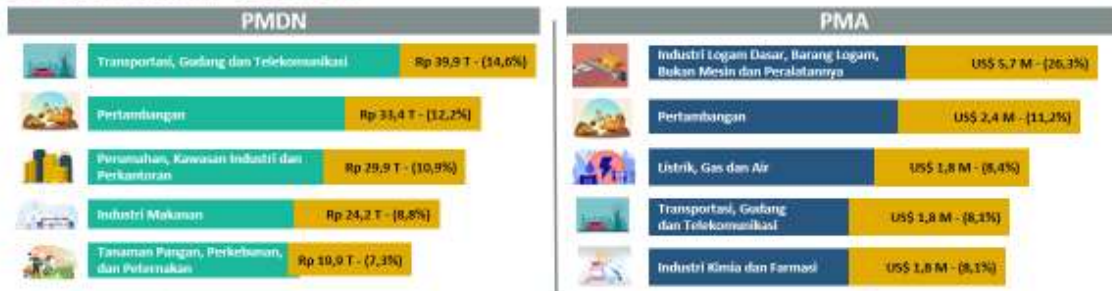 PMDN
Transportasi, Gudang dan Telekomunikasi
Rp 39,9 T - (14,6%)
Pertambangan
Rp 33,4 T - (12,2%)
Perumahan, Kawasan Industri dan
Perkantoran
Rp 29,9 T - (10,9%)
Industri Makanan
Rp 24,2 T - (8,8%)
Tanaman Pangan, Perkebunan,
dan Peternakan
Rp 19,9 T - (7,3%)
PMA
Industri Logam Dasar, Barang Logam,
Bukan Mesin dan Peralatannya
US$ 5,7 M - (26,3%)
Pertambangan
US$ 2,4 M - (11,2%)
Listrik, Gas dan Air
US$ 1,8 M - (8,4%)
Transportasi, Gudang
dan Telekomunikasi
US$ 1,8 M - (8,1%)
Industri Kimia dan Farmasi
US$ 1,8 M - (8,1%)